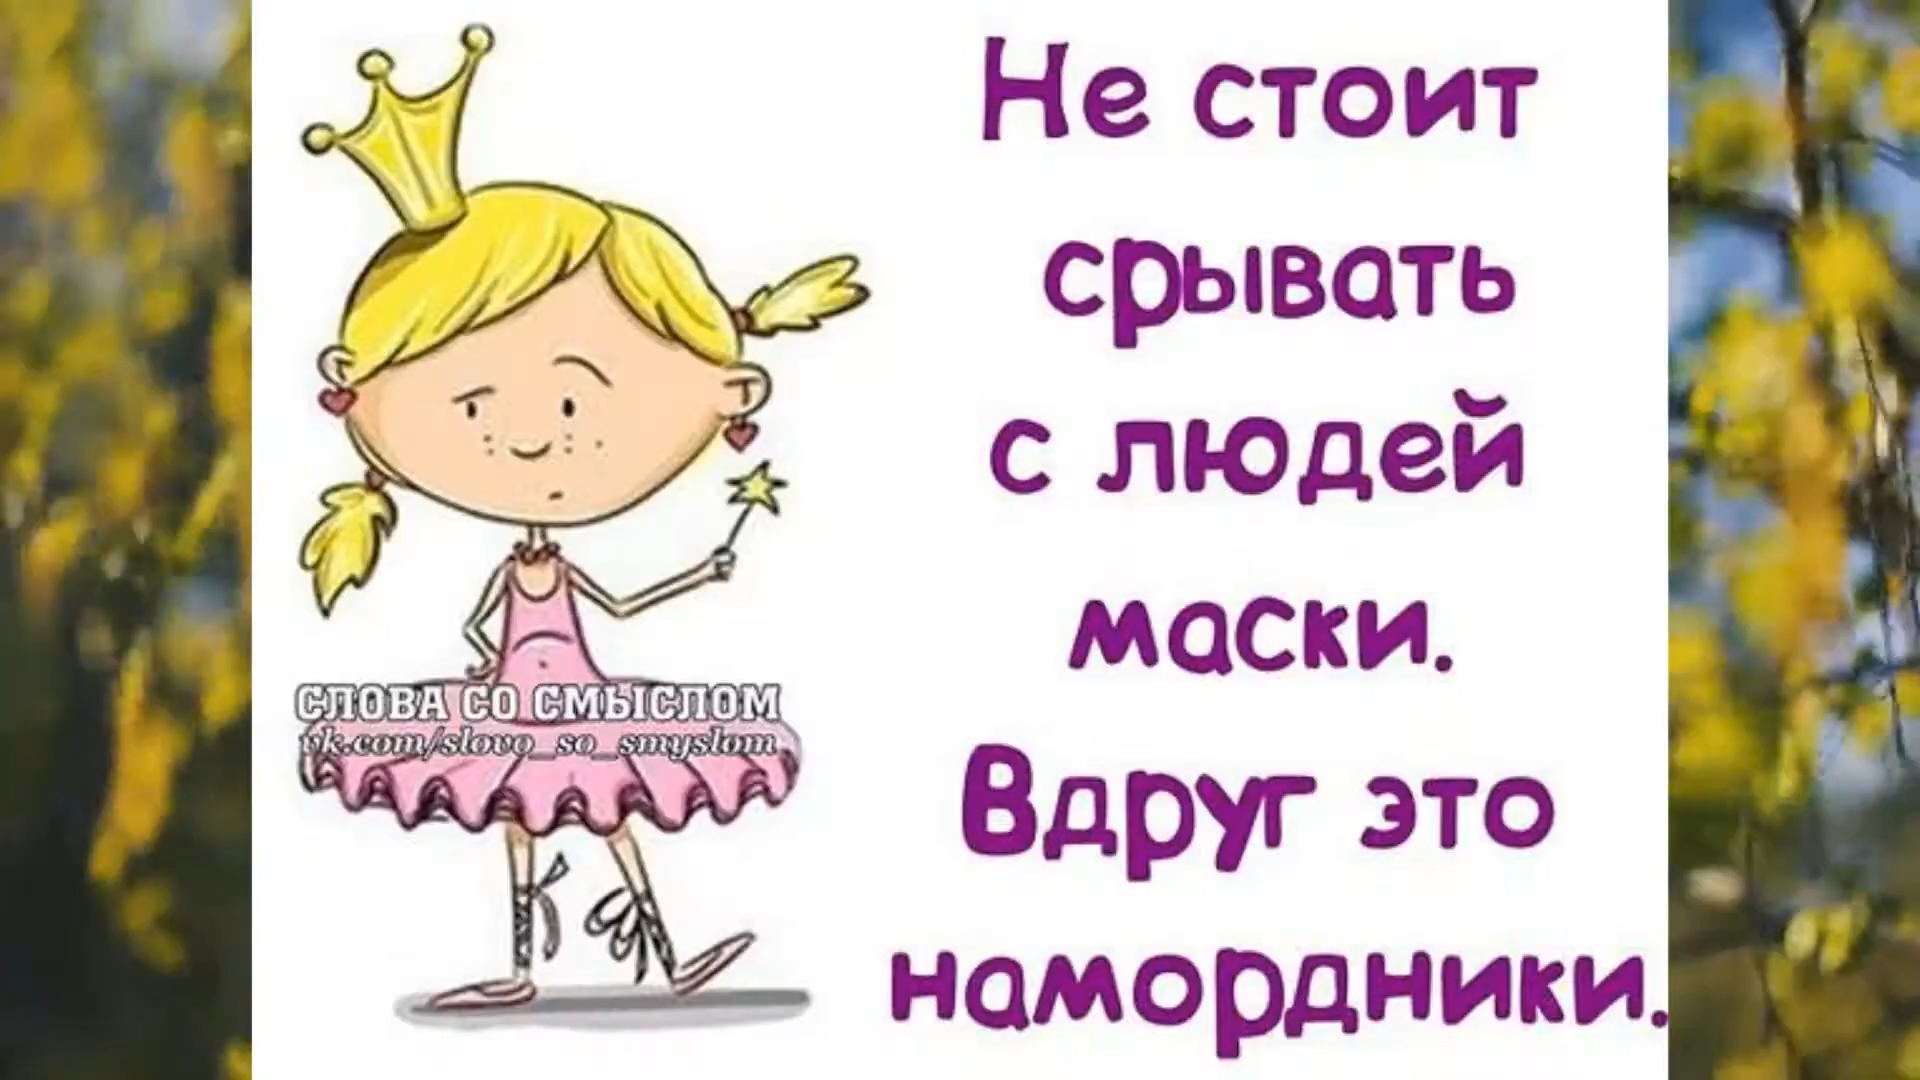 Не стоит
срывать
с людей
маски.
Вдруг это
намордники.
СЛОВА СО СМЫСЛОМ
vk.com/slovo_so_smyslom